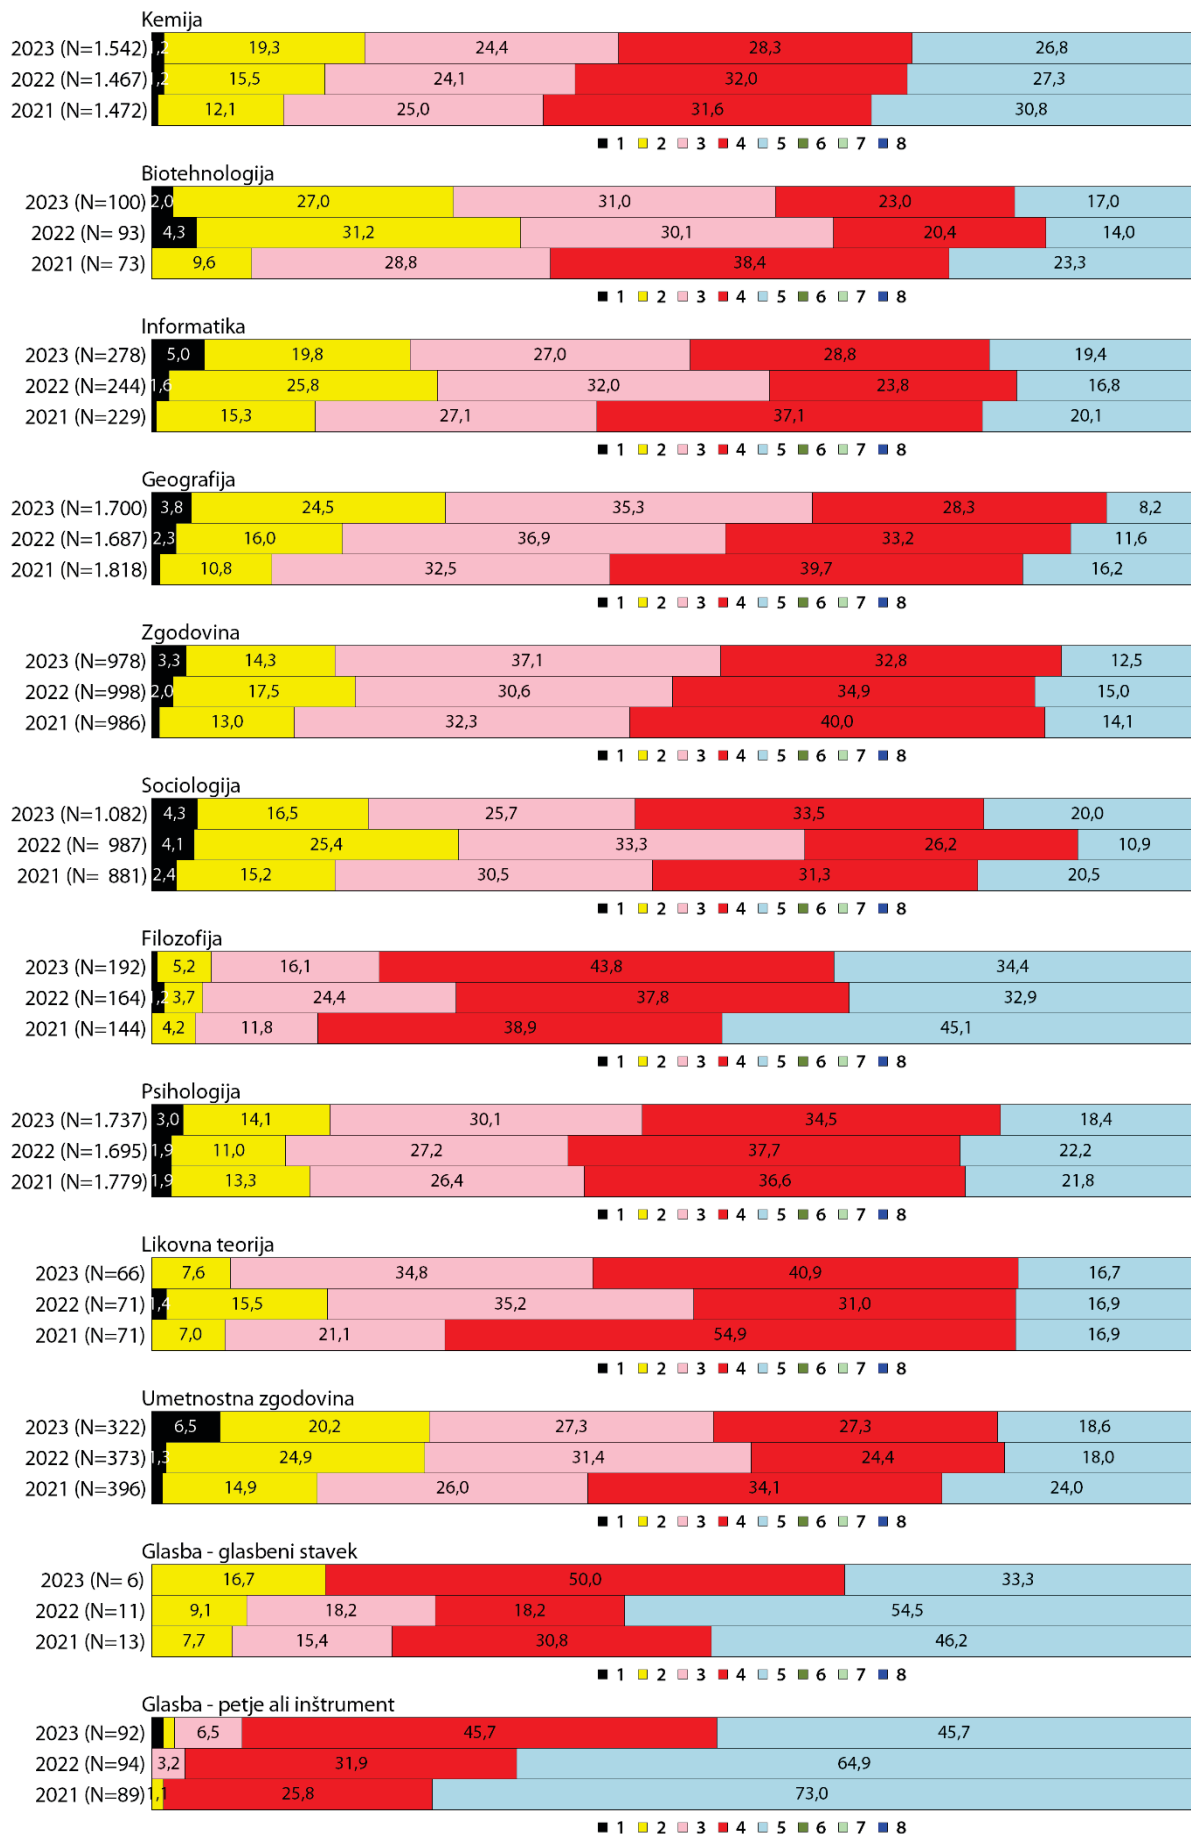 Kemija
2023 (N=1.542) 1,2 19,3 24,4 28,3 26,8
2022 (N=1.467) 1,2 15,5 24,1 32,0 27,3
2021 (N=1.472) 12,1 25,0 31,6 30,8
1 2 3 4 5 6 7 8
Biotehnologija
2023 (N=100) 2,0 27,0 31,0 23,0 17,0
2022 (N= 93) 4,3 31,2 30,1 20,4 14,0
2021 (N= 73) 9,6 28,8 38,4 23,3
1 2 3 4 5 6 7 8
Informatika
2023 (N=278) 5,0 19,8 27,0 28,8 19,4
2022 (N=244) 1,6 25,8 32,0 23,8 16,8
2021 (N=229) 15,3 27,1 37,1 20,1
1 2 3 4 5 6 7 8
Geografija
2023 (N=1.700) 3,8 24,5 35,3 28,3 8,2
2022 (N=1.687) 2,3 16,0 36,9 33,2 11,6
2021 (N=1.818) 10,8 32,5 39,7 16,2
1 2 3 4 5 6 7 8
Zgodovina
2023 (N=978) 3,3 14,3 37,1 32,8 12,5
2022 (N=998) 2,0 17,5 30,6 34,9 15,0
2021 (N=986) 13,0 32,3 40,0 14,1
1 2 3 4 5 6 7 8
Sociologija
2023 (N=1.082) 4,3 16,5 25,7 33,5 20,0
2022 (N= 987) 4,1 25,4 33,3 26,2 10,9
2021 (N= 881) 2,4 15,2 30,5 31,3 20,5
1 2 3 4 5 6 7 8
Filozofija
2023 (N=192) 5,2 16,1 43,8 34,4
2022 (N=164) 1,2 3,7 24,4 37,8 32,9
2021 (N=144) 4,2 11,8 38,9 45,1
1 2 3 4 5 6 7 8
Psihologija
2023 (N=1.737) 3,0 14,1 30,1 34,5 18,4
2022 (N=1.695) 1,9 11,0 27,2 37,7 22,2
2021 (N=1.779) 1,9 13,3 26,4 36,6 21,8
1 2 3 4 5 6 7 8
Likovna teorija
2023 (N=66) 7,6 34,8 40,9 16,7
2022 (N=71) 1,4 15,5 35,2 31,0 16,9
2021 (N=71) 7,0 21,1 54,9 16,9
1 2 3 4 5 6 7 8
Umetnostna zgodovina
2023 (N=322) 6,5 20,2 27,3 27,3 18,6
2022 (N=373) 1,3 24,9 31,4 24,4 18,0
2021 (N=396) 14,9 26,0 34,1 24,0
1 2 3 4 5 6 7 8
Glasba - glasbeni stavek
2023 (N= 6) 16,7 50,0 33,3
2022 (N=11) 9,1 18,2 18,2 54,5
2021 (N=13) 7,7 15,4 30,8 46,2
1 2 3 4 5 6 7 8
Glasba - petje ali inštrument
2023 (N=92) 6,5 45,7 45,7
2022 (N=94) 3,2 31,9 64,9
2021 (N=89) 1,1 25,8 73,0
1 2 3 4 5 6 7 8